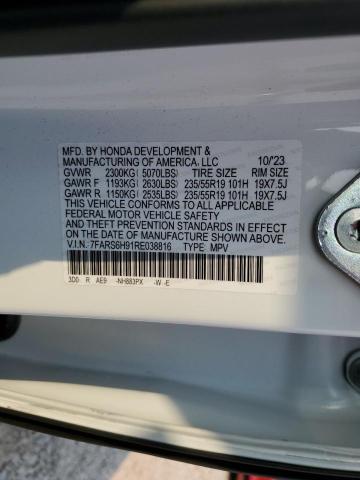 MFD. BY HONDA DEVELOPMENT &
MANUFACTURING OF AMERICA, LLC 10/'23
GVWR 2300KG(5070LBS) TIRE SIZE RIM SIZE
GAWR F 1193KG(2630LBS) 235/55R19 101H 19X7.5J
GAWR R 1150KG(2535LBS) 235/55R19 101H 19X7.5J
THIS VEHICLE CONFORMS TO ALL APPLICABLE
FEDERAL MOTOR VEHICLE SAFETY
AND THEFT PREVENTION STANDARDS IN EFFECT
ON THE DATE OF MANUFACTURE SHOWN ABOVE.
V.I.N.: 7FARS6H91RE038816 TYPE: MPV
3D0 R AE9 -NH883PX -W -E